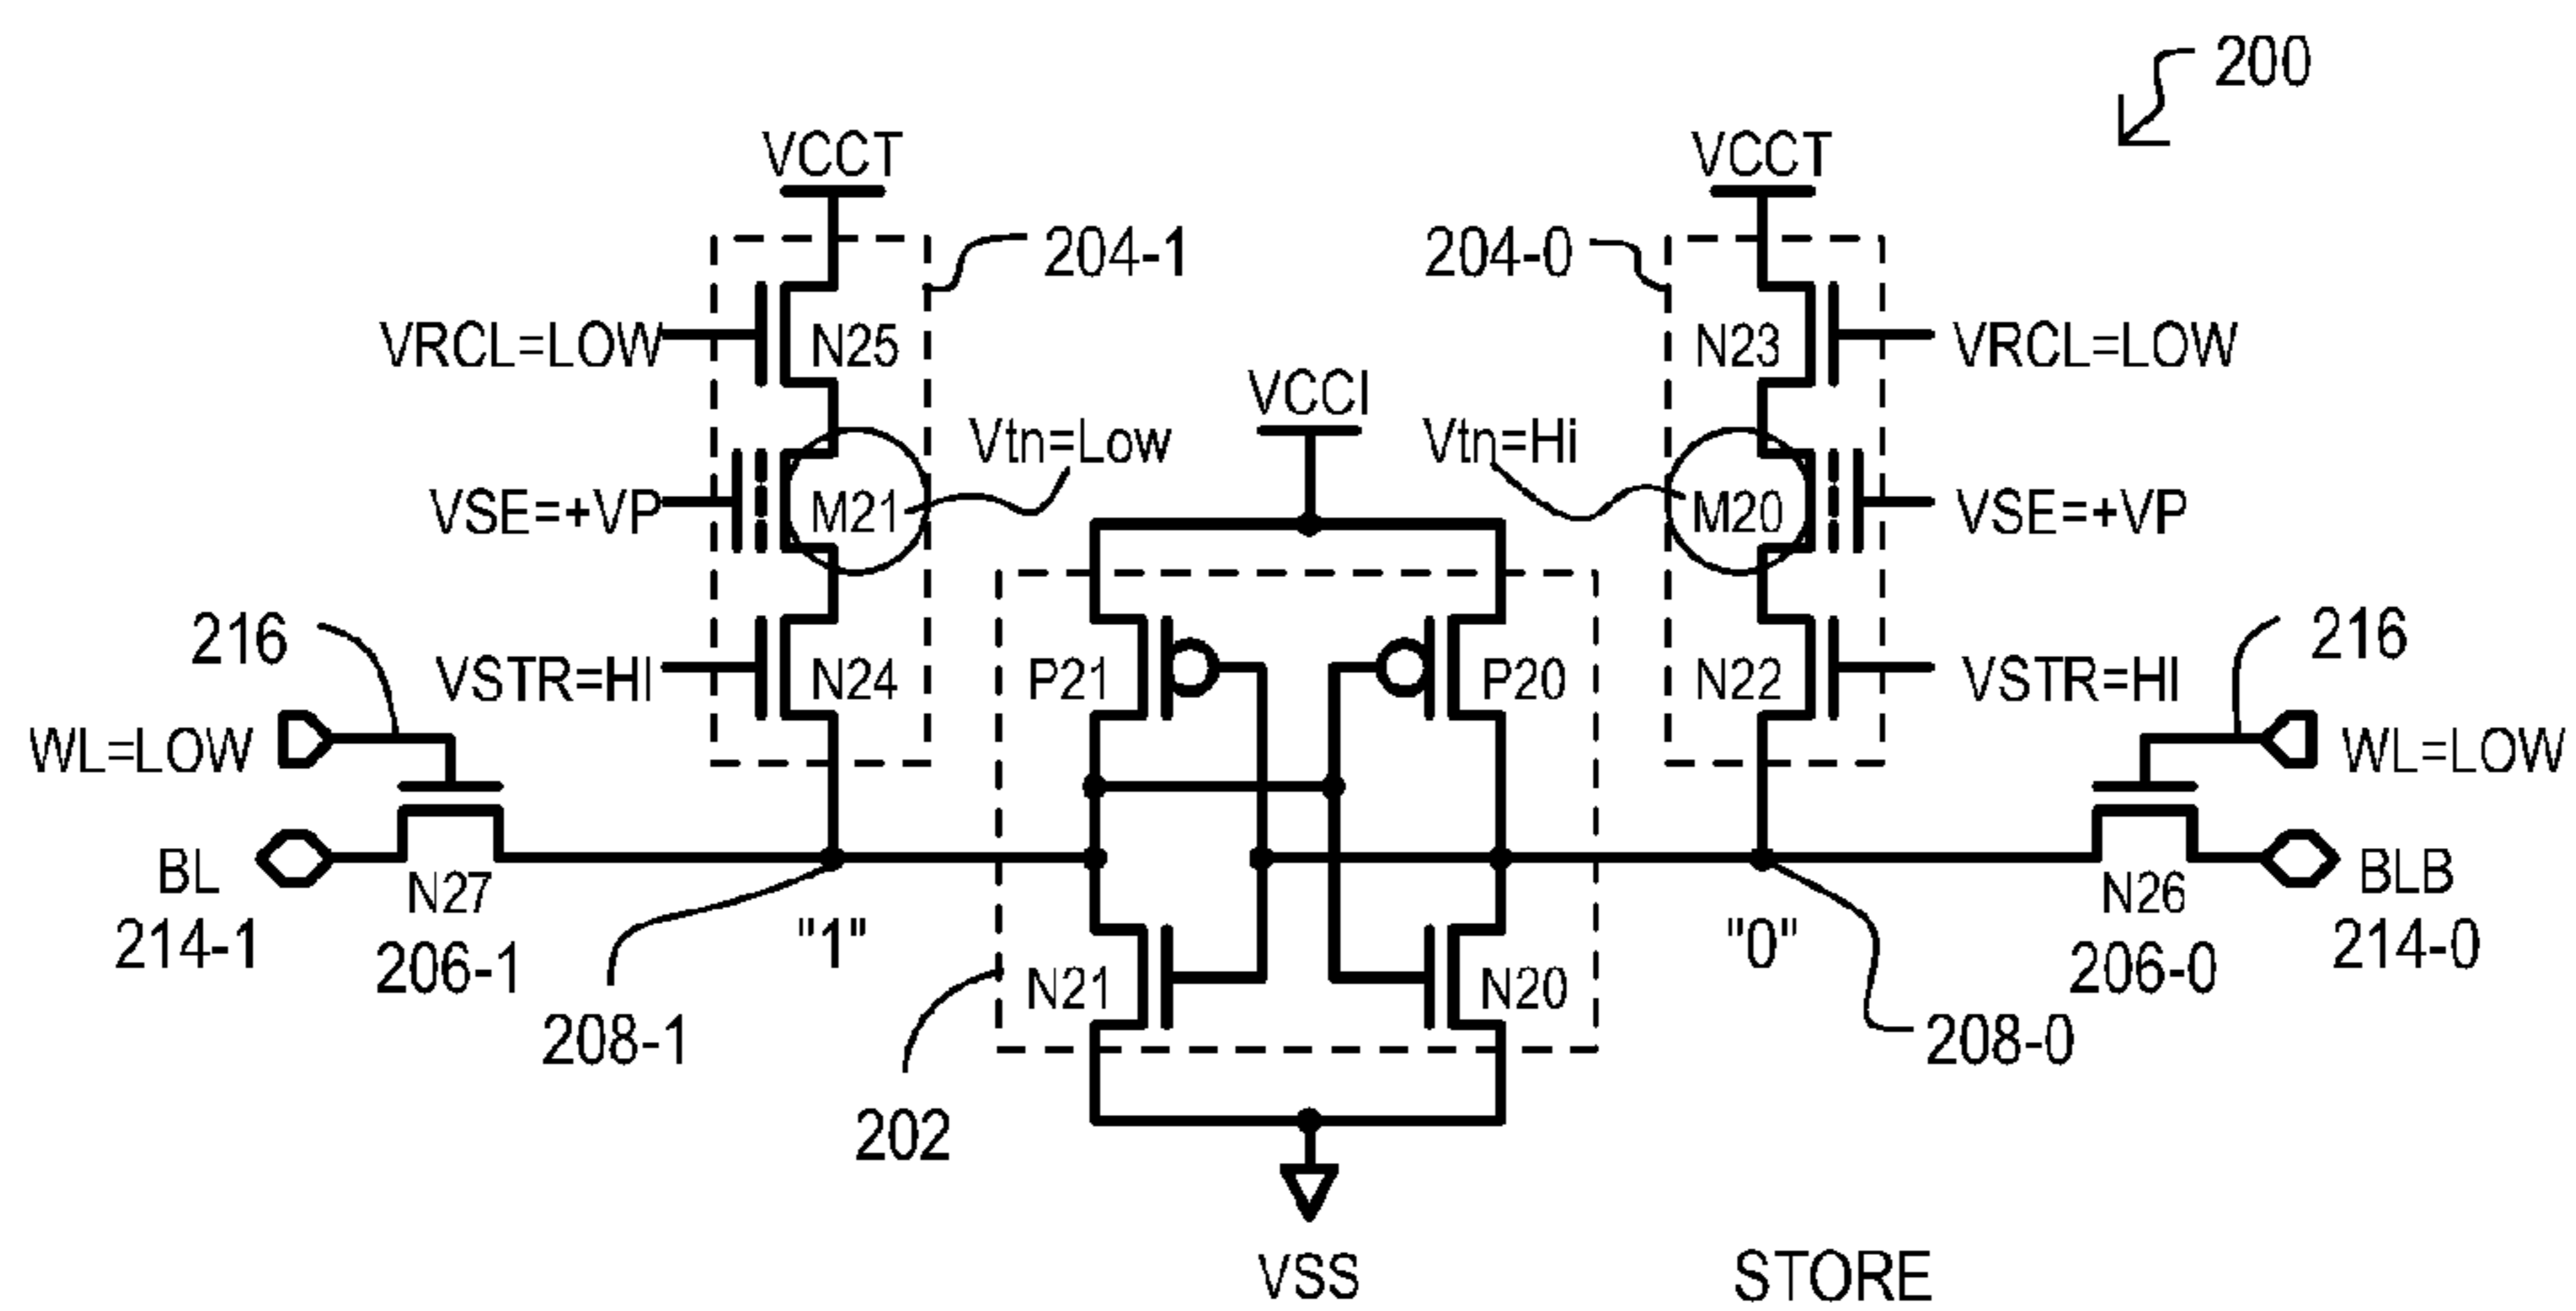 200
VCCT
VCCT
204-1
204-0
VRCL=LOW
N25
N23
VRCL=LOW
VCCI
Vtn=Low
Vtn=Hi
VSE=+VP
M21
M20
VSE=+VP
216
216
VSTR=HI
N24
P21
P20
N22
VSTR=HI
WL=LOW
WL=LOW
BL
N27
N26
BLB
214-1
206-1
"1"
N21
N20
"0"
206-0
214-0
208-1
208-0
202
VSS
STORE